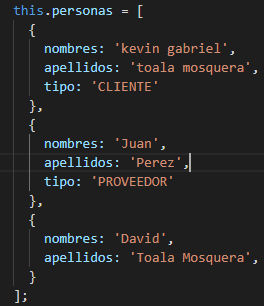 this.personas = [
{
nombres: 'kevin gabriel',
apellidos: 'toala mosquera',
tipo: 'CLIENTE'
},
{
nombres: 'Juan',
apellidos: 'Perez',
tipo: 'PROVEEDOR'
},
{
nombres: 'David',
apellidos: 'Toala Mosquera',
}
];